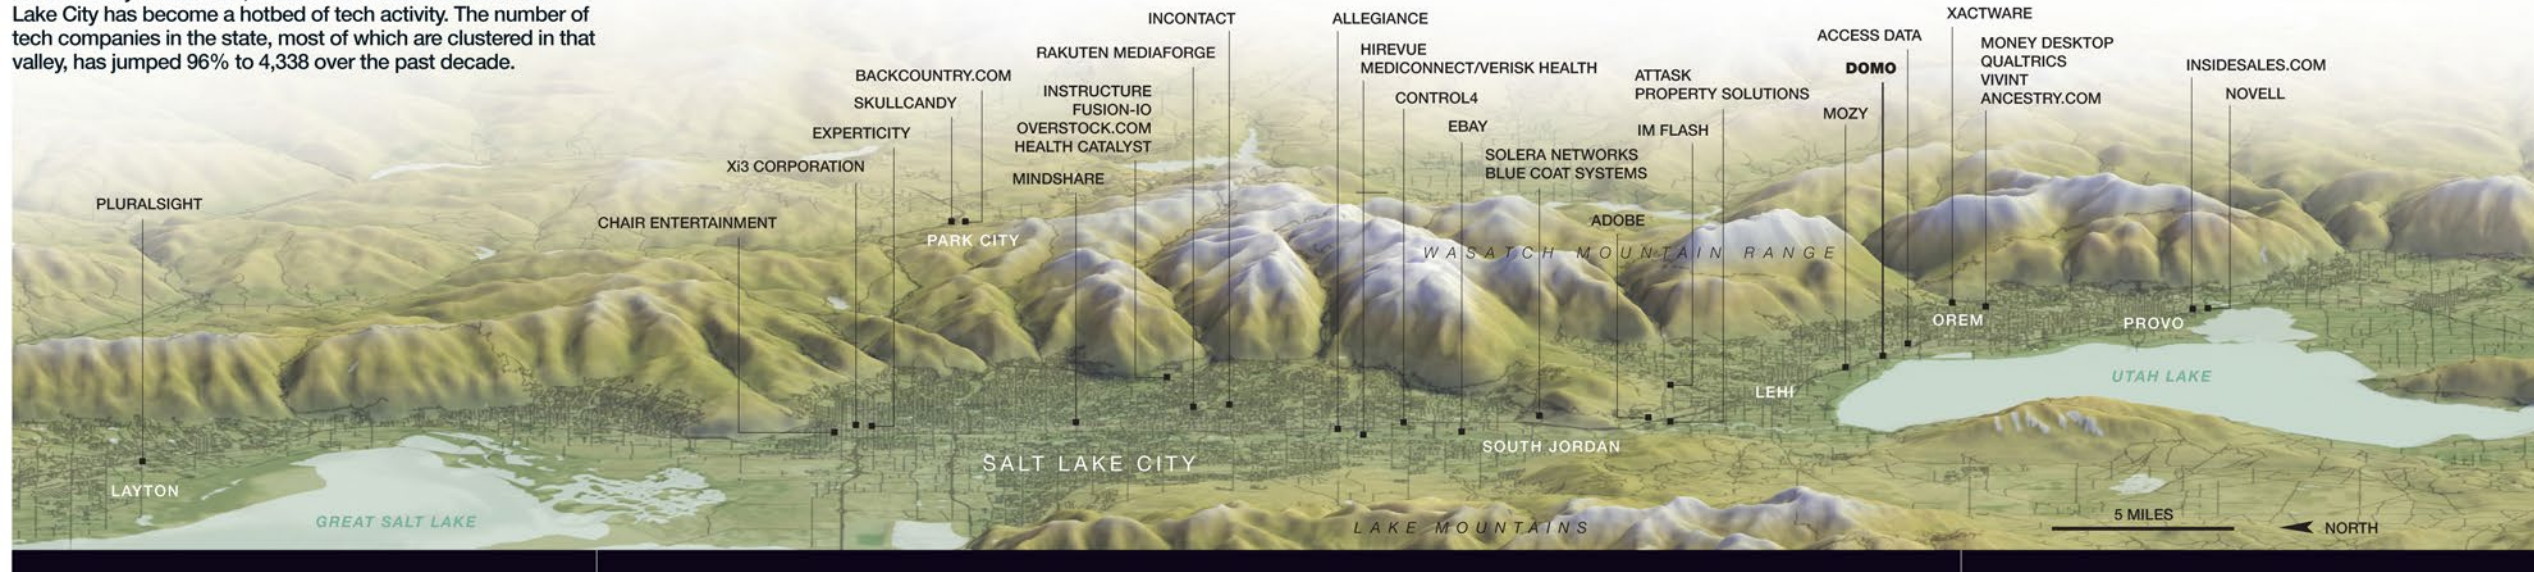 Lake City has become a hotbed of tech activity. The number of
tech companies in the state, most of which are clustered in that
valley, has jumped 96% to 4,338 over the past decade.
PLURALSIGHT
LAYTON
GREAT SALT LAKE
CHAIR ENTERTAINMENT
Xi3 CORPORATION
EXPERTICITY
SKULLCANDY
BACKCOUNTRY.COM
PARK CITY
MINDSHARE
INSTRUCTURE
FUSION-IO
OVERSTOCK.COM
HEALTH CATALYST
RAKUTEN MEDIAFORGE
INCONTACT
SALT LAKE CITY
ALLEGIANCE
HIREVUE
MEDICONNECT/VERISK HEALTH
CONTROL4
EBAY
SOLERA NETWORKS
BLUE COAT SYSTEMS
ADOBE
IM FLASH
ATTASK
PROPERTY SOLUTIONS
WASATCH MOUNTAIN RANGE
SOUTH JORDAN
LAKE MOUNTAINS
LEHI
MOZY
DOMO
ACCESS DATA
XACTWARE
MONEY DESKTOP
QUALTRICS
VIVINT
ANCESTRY.COM
OREM
INSIDESALES.COM
NOVELL
PROVO
UTAH LAKE
5 MILES
NORTH